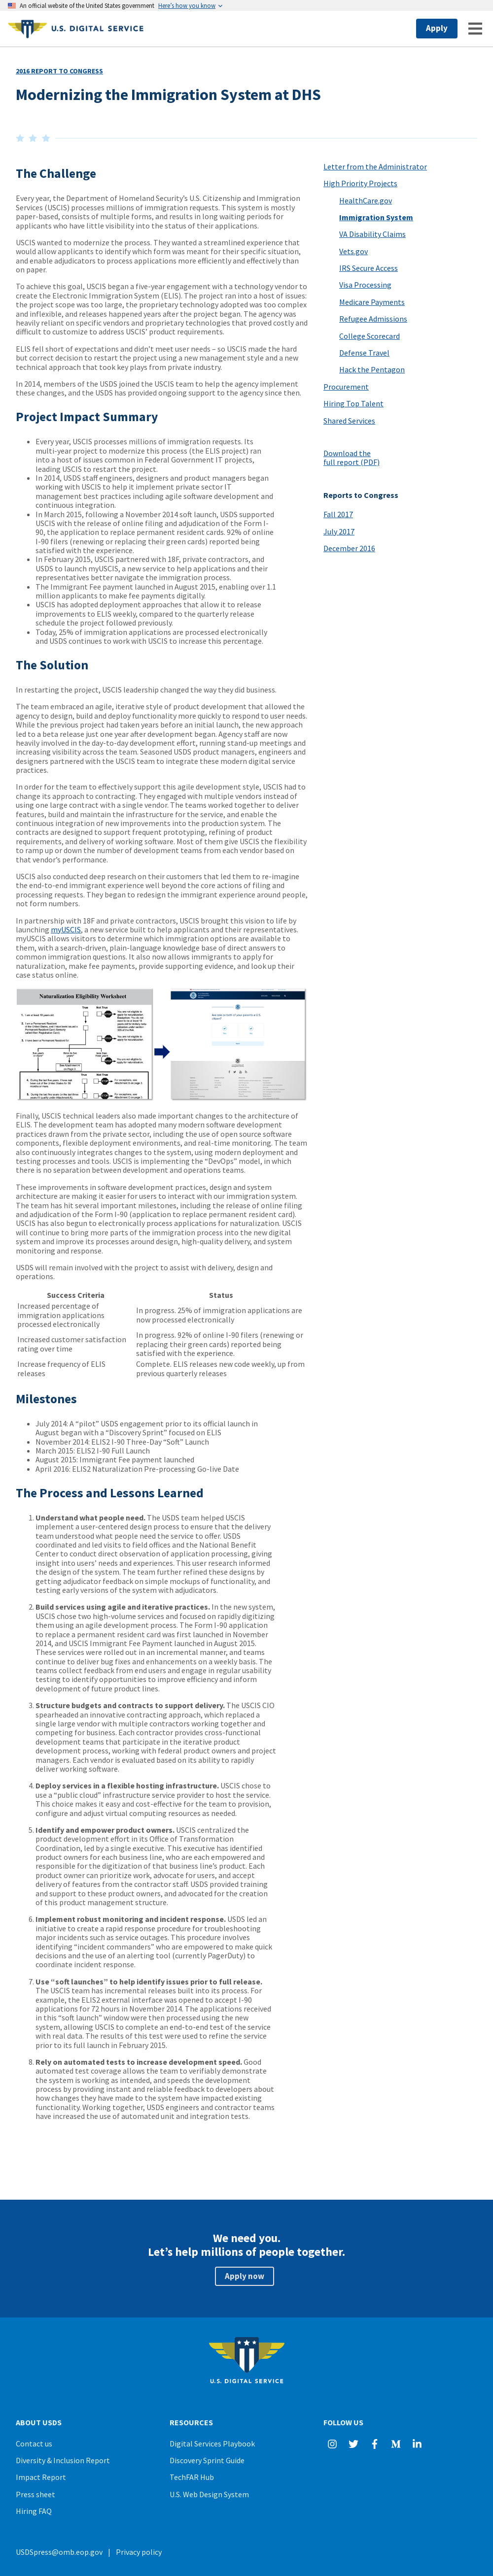 An official website of the United States government Here's how you know
U.S. DIGITAL SERVICE
Apply
2016 REPORT TO CONGRESS
Modernizing the Immigration System at DHS
The Challenge
Every year, the Department of Homeland Security's U.S. Citizenship and Immigration
Services (USCIS) processes millions of immigration requests. This system is mostly
paper-based, consists of multiple forms, and results in long waiting periods for
applicants who have little visibility into the status of their applications.
USCIS wanted to modernize the process. They wanted a streamlined experience that
would allow applicants to identify which form was meant for their specific situation,
and enable adjudicators to process applications more efficiently and effectively than
on paper.
To achieve this goal, USCIS began a five-year engagement with a technology vendor to
create the Electronic Immigration System (ELIS). The project ran into a host of issues:
the project scope was too large, the technology stack adopted was overly complex
and inflexible, and releases happened years after the project began. The agency was
heavily reliant on specific vendors and proprietary technologies that proved costly and
difficult to customize to address USCIS' product requirements.
ELIS fell short of expectations and didn't meet user needs – so USCIS made the hard
but correct decision to restart the project using a new management style and a new
technical approach that took key plays from private industry.
In 2014, members of the USDS joined the USCIS team to help the agency implement
these changes, and the USDS has provided ongoing support to the agency since then.
Project Impact Summary
• Every year, USCIS processes millions of immigration requests. Its
multi-year project to modernize this process (the ELIS project) ran
into a host of issues common in Federal Government IT projects,
leading USCIS to restart the project.
• In 2014, USDS staff engineers, designers and product managers began
working with USCIS to help it implement private sector IT
management best practices including agile software development and
continuous integration.
• In March 2015, following a November 2014 soft launch, USDS supported
USCIS with the release of online filing and adjudication of the Form I-
90, the application to replace permanent resident cards. 92% of online
I-90 filers (renewing or replacing their green cards) reported being
satisfied with the experience.
• In February 2015, USCIS partnered with 18F, private contractors, and
USDS to launch myUSCIS, a new service to help applications and their
representatives better navigate the immigration process.
• The Immigrant Fee payment launched in August 2015, enabling over 1.1
million applicants to make fee payments digitally.
• USCIS has adopted deployment approaches that allow it to release
improvements to ELIS weekly, compared to the quarterly release
schedule the project followed previously.
• Today, 25% of immigration applications are processed electronically
and USDS continues to work with USCIS to increase this percentage.
The Solution
In restarting the project, USCIS leadership changed the way they did business.
The team embraced an agile, iterative style of product development that allowed the
agency to design, build and deploy functionality more quickly to respond to user needs.
While the previous project had taken years before an initial launch, the new approach
led to a beta release just one year after development began. Agency staff are now
heavily involved in the day-to-day development effort, running stand-up meetings and
increasing visibility across the team. Seasoned USDS product managers, engineers and
designers partnered with the USCIS team to integrate these modern digital service
practices.
In order for the team to effectively support this agile development style, USCIS had to
change its approach to contracting. They engaged with multiple vendors instead of
using one large contract with a single vendor. The teams worked together to deliver
features, build and maintain the infrastructure for the service, and enable the
continuous integration of new improvements into the production system. The
contracts are designed to support frequent prototyping, refining of product
requirements, and delivery of working software. Most of them give USCIS the flexibility
to ramp up or down the number of development teams from each vendor based on
that vendor's performance.
USCIS also conducted deep research on their customers that led them to re-imagine
the end-to-end immigrant experience well beyond the core actions of filing and
processing requests. They began to redesign the immigrant experience around people,
not form numbers.
In partnership with 18F and private contractors, USCIS brought this vision to life by
launching myUSCIS, a new service built to help applicants and their representatives.
myUSCIS allows visitors to determine which immigration options are available to
them, with a search-driven, plain-language knowledge base of direct answers to
common immigration questions. It also now allows immigrants to apply for
naturalization, make fee payments, provide supporting evidence, and look up their
case status online.
Naturalization Eligibility Worksheet
Finally, USCIS technical leaders also made important changes to the architecture of
ELIS. The development team has adopted many modern software development
practices drawn from the private sector, including the use of open source software
components, flexible deployment environments, and real-time monitoring. The team
also continuously integrates changes to the system, using modern deployment and
testing processes and tools. USCIS is implementing the "DevOps" model, in which
there is no separation between development and operations teams.
These improvements in software development practices, design and system
architecture are making it easier for users to interact with our immigration system.
The team has hit several important milestones, including the release of online filing
and adjudication of the Form I-90 (application to replace permanent resident card).
USCIS has also begun to electronically process applications for naturalization. USCIS
will continue to bring more parts of the immigration process into the new digital
system and improve its processes around design, high-quality delivery, and system
monitoring and response.
USDS will remain involved with the project to assist with delivery, design and
operations.
Success Criteria Status
Increased percentage of
immigration applications
processed electronically
In progress. 25% of immigration applications are
now processed electronically
Increased customer satisfaction
rating over time
In progress. 92% of online I-90 filers (renewing or
replacing their green cards) reported being
satisfied with the experience.
Increase frequency of ELIS
releases
Complete. ELIS releases new code weekly, up from
previous quarterly releases
Milestones
• July 2014: A "pilot" USDS engagement prior to its official launch in
August began with a "Discovery Sprint" focused on ELIS
• November 2014: ELIS2 I-90 Three-Day "Soft" Launch
• March 2015: ELIS2 I-90 Full Launch
• August 2015: Immigrant Fee payment launched
• April 2016: ELIS2 Naturalization Pre-processing Go-live Date
The Process and Lessons Learned
1. Understand what people need. The USDS team helped USCIS
implement a user-centered design process to ensure that the delivery
team understood what people need the service to offer. USDS
coordinated and led visits to field offices and the National Benefit
Center to conduct direct observation of application processing, giving
insight into users' needs and experiences. This user research informed
the design of the system. The team further refined these designs by
getting adjudicator feedback on simple mockups of functionality, and
testing early versions of the system with adjudicators.
2. Build services using agile and iterative practices. In the new system,
USCIS chose two high-volume services and focused on rapidly digitizing
them using an agile development process. The Form I-90 application
to replace a permanent resident card was first launched in November
2014, and USCIS Immigrant Fee Payment launched in August 2015.
These services were rolled out in an incremental manner, and teams
continue to deliver bug fixes and enhancements on a weekly basis. The
teams collect feedback from end users and engage in regular usability
testing to identify opportunities to improve efficiency and inform
development of future product lines.
3. Structure budgets and contracts to support delivery. The USCIS CIO
spearheaded an innovative contracting approach, which replaced a
single large vendor with multiple contractors working together and
competing for business. Each contractor provides cross-functional
development teams that participate in the iterative product
development process, working with federal product owners and project
managers. Each vendor is evaluated based on its ability to rapidly
deliver working software.
4. Deploy services in a flexible hosting infrastructure. USCIS chose to
use a "public cloud" infrastructure service provider to host the service.
This choice makes it easy and cost-effective for the team to provision,
configure and adjust virtual computing resources as needed.
5. Identify and empower product owners. USCIS centralized the
product development effort in its Office of Transformation
Coordination, led by a single executive. This executive has identified
product owners for each business line, who are each empowered and
responsible for the digitization of that business line's product. Each
product owner can prioritize work, advocate for users, and accept
delivery of features from the contractor staff. USDS provided training
and support to these product owners, and advocated for the creation
of this product management structure.
6. Implement robust monitoring and incident response. USDS led an
initiative to create a rapid response procedure for troubleshooting
major incidents such as service outages. This procedure involves
identifying "incident commanders" who are empowered to make quick
decisions and the use of an alerting tool (currently PagerDuty) to
coordinate incident response.
7. Use "soft launches" to help identify issues prior to full release.
The USCIS team has incremental releases built into its process. For
example, the ELIS2 external interface was opened to accept I-90
applications for 72 hours in November 2014. The applications received
in this "soft launch" window were then processed using the new
system, allowing USCIS to complete an end-to-end test of the service
with real data. The results of this test were used to refine the service
prior to its full launch in February 2015.
8. Rely on automated tests to increase development speed. Good
automated test coverage allows the team to verifiably demonstrate
the system is working as intended, and speeds the development
process by providing instant and reliable feedback to developers about
how changes they have made to the system have impacted existing
functionality. Working together, USDS engineers and contractor teams
have increased the use of automated unit and integration tests.
Letter from the Administrator
High Priority Projects
HealthCare.gov
Immigration System
VA Disability Claims
Vets.gov
IRS Secure Access
Visa Processing
Medicare Payments
Refugee Admissions
College Scorecard
Defense Travel
Hack the Pentagon
Procurement
Hiring Top Talent
Shared Services
Download the
full report (PDF)
Reports to Congress
Fall 2017
July 2017
December 2016
We need you.
Let's help millions of people together.
Apply now
U.S. DIGITAL SERVICE
ABOUT USDS
Contact us
Diversity & Inclusion Report
Impact Report
Press sheet
Hiring FAQ
RESOURCES
Digital Services Playbook
Discovery Sprint Guide
TechFAR Hub
U.S. Web Design System
FOLLOW US
USDSpress@omb.eop.gov | Privacy policy